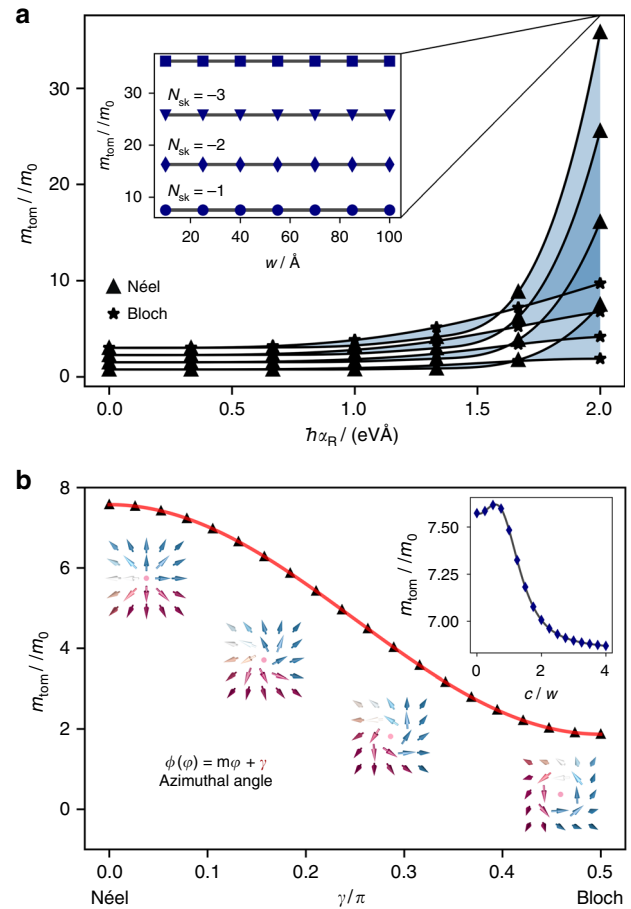 a
30
20
10
0
m_tom / m_0
30
20
10
m_tom / m_0
N_sk = −3
N_sk = −2
N_sk = −1
20 40 60 80 100
w / Å
Néel
Bloch
0.0 0.5 1.0 1.5 2.0
ħα_R / (eVÅ)
b
8
6
4
2
0
m_tom / m_0
7.50
7.25
7.00
m_tom / m_0
0 2 4
c / w
ϕ(φ) = mφ + γ
Azimuthal angle
0.0 0.1 0.2 0.3 0.4 0.5
Néel γ/π Bloch